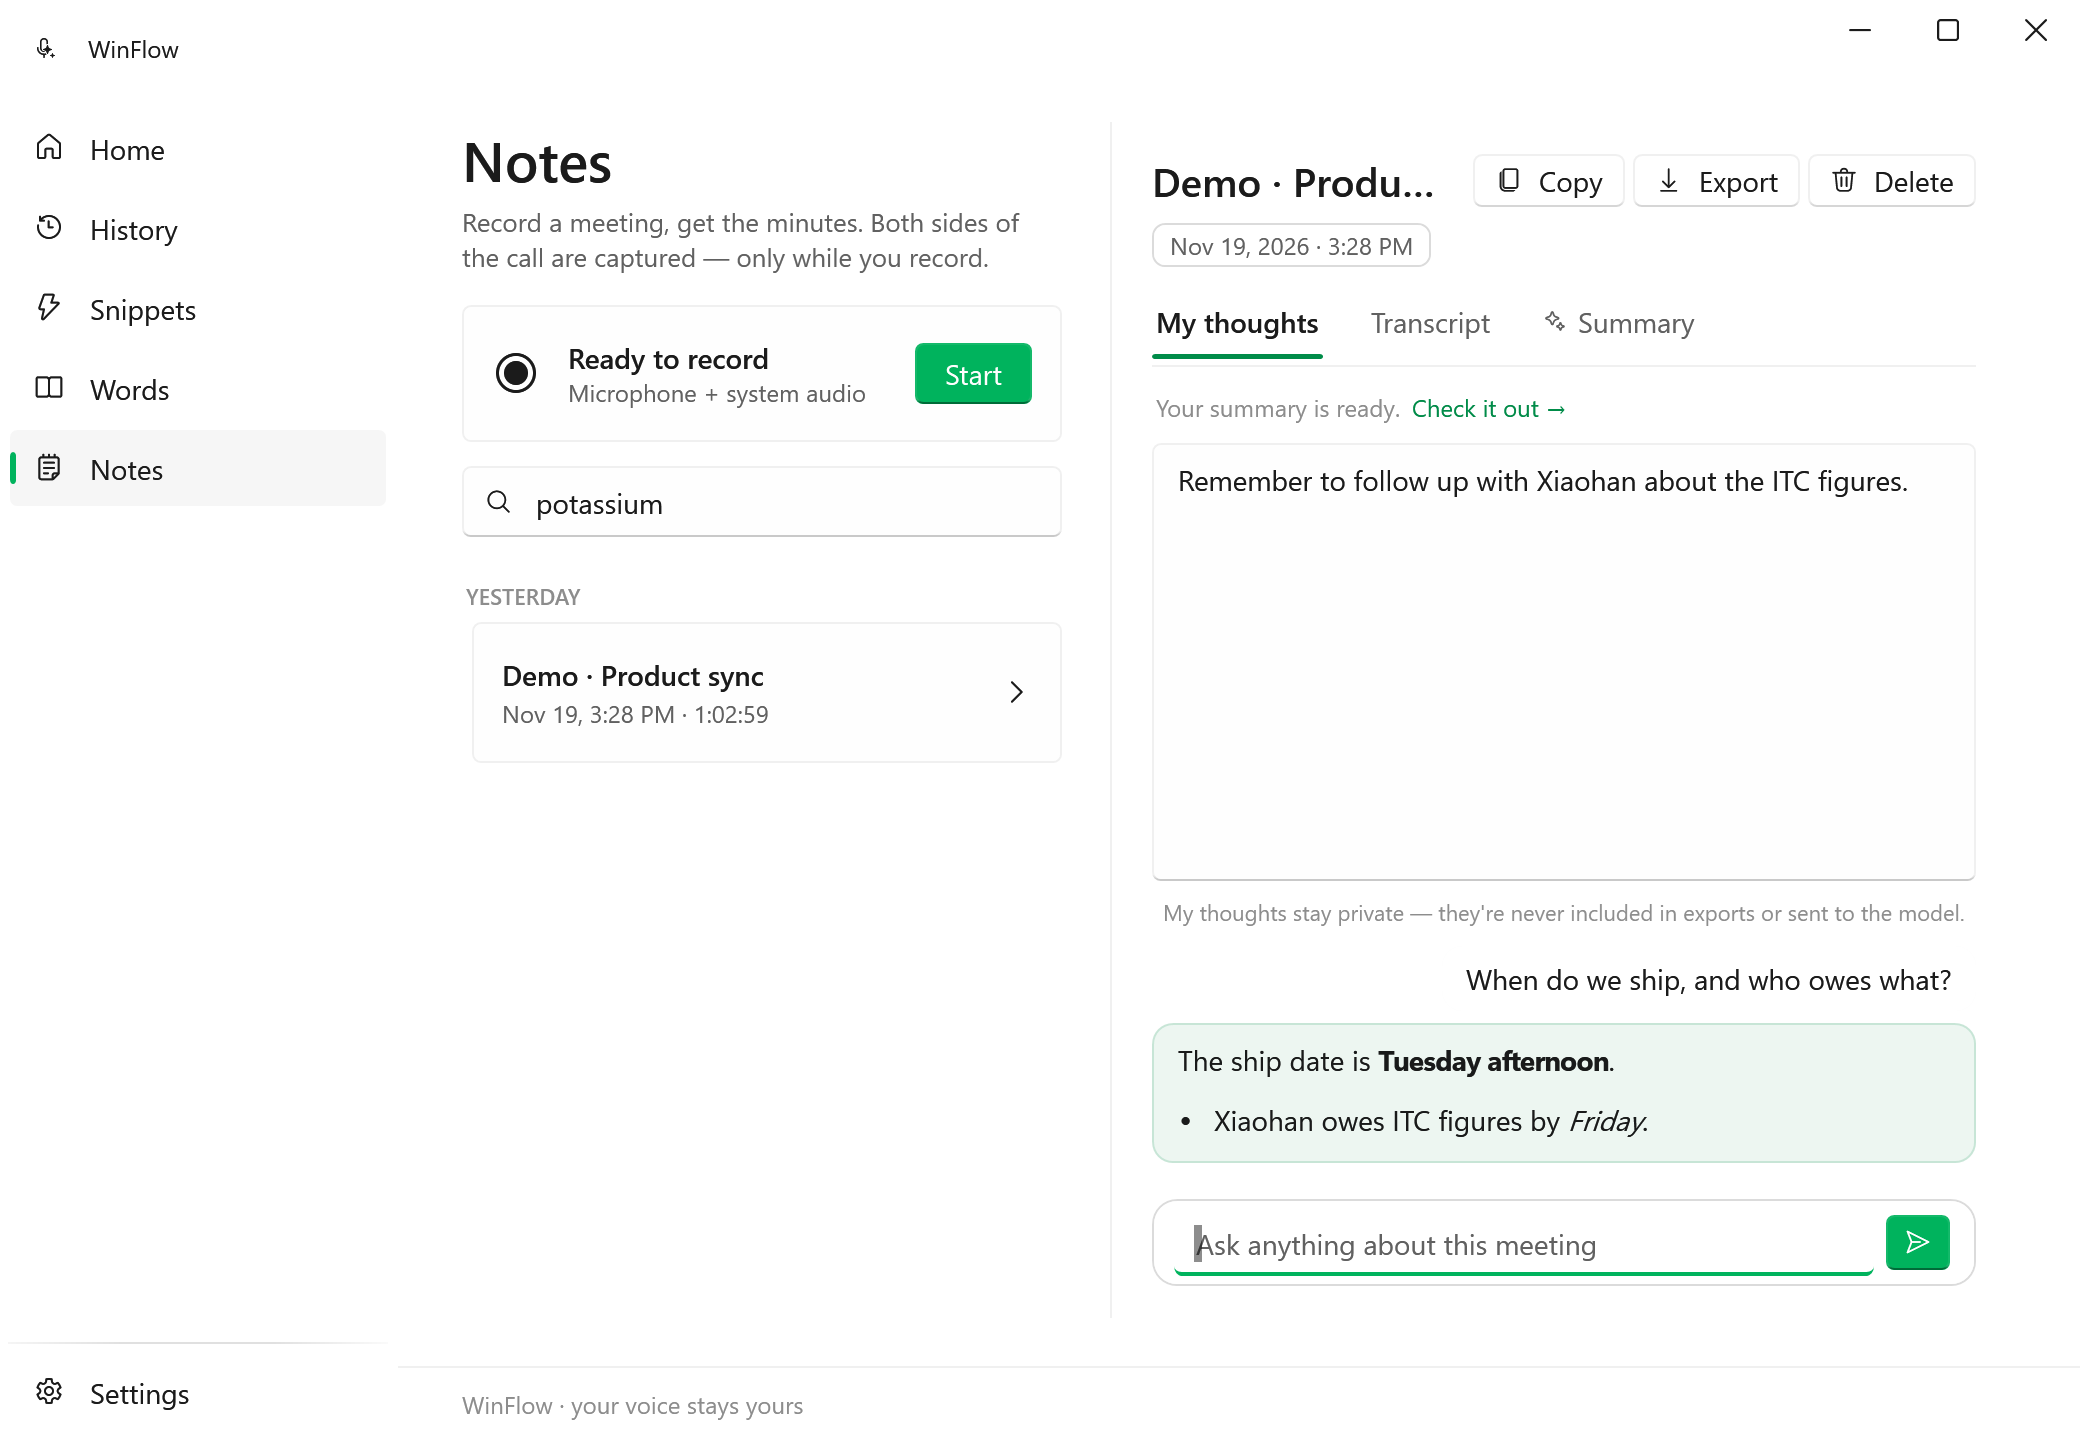 WinFlow
Home
History
Snippets
Words
Notes
Settings
Notes
Record a meeting, get the minutes. Both sides of
the call are captured — only while you record.
Ready to record
Microphone + system audio
Start
potassium
YESTERDAY
Demo · Product sync
Nov 19, 3:28 PM · 1:02:59
Demo · Produ...
Copy
Export
Delete
Nov 19, 2026 · 3:28 PM
My thoughts
Transcript
Summary
Your summary is ready. Check it out →
Remember to follow up with Xiaohan about the ITC figures.
My thoughts stay private — they're never included in exports or sent to the model.
When do we ship, and who owes what?
The ship date is Tuesday afternoon.
• Xiaohan owes ITC figures by Friday.
Ask anything about this meeting
WinFlow · your voice stays yours